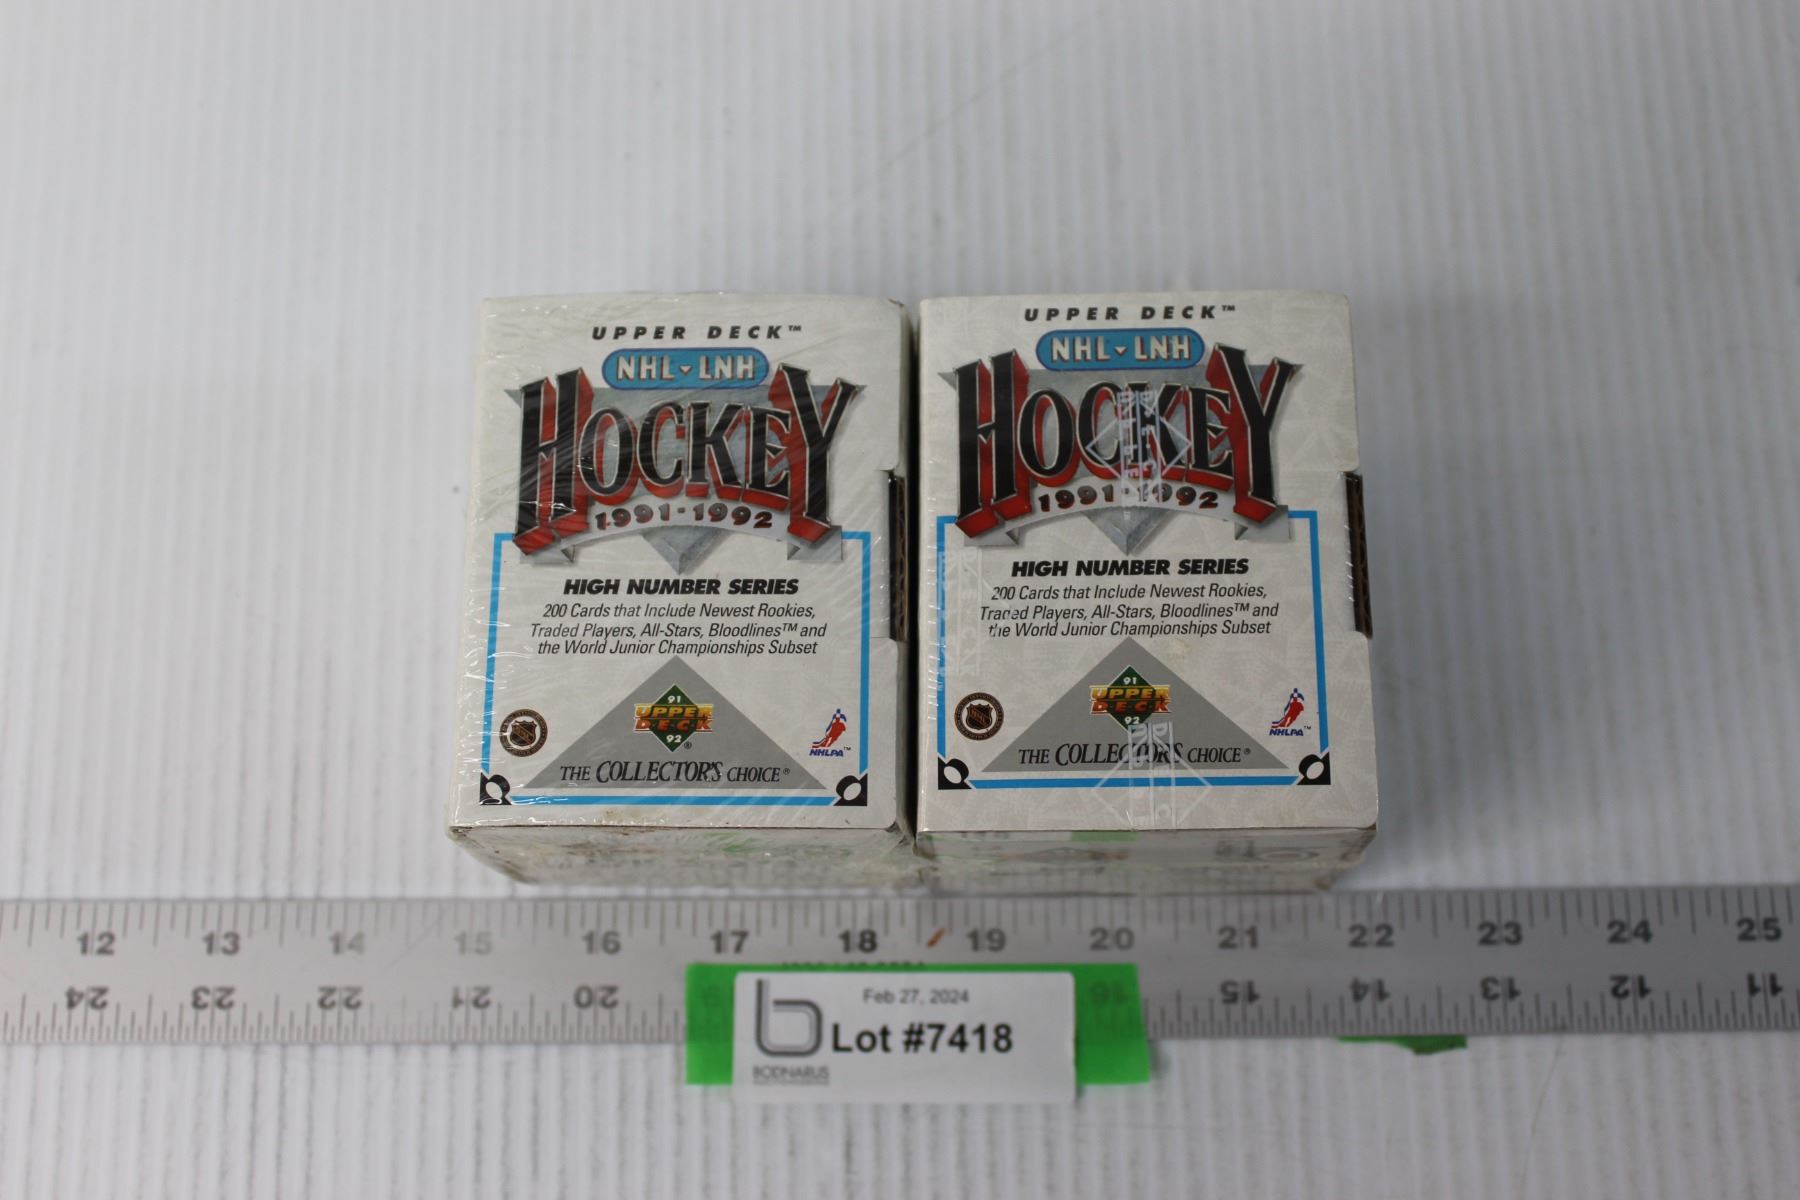 UPPER DECK™
NHL LNH
HOCKEY
1991-1992
HIGH NUMBER SERIES
200 Cards that Include Newest Rookies,
Traded Players, All-Stars, Bloodlines™ and
the World Junior Championships Subset
91
UPPER
DECK
92
®
NHLPA™
THE COLLECTOR'S CHOICE®
UPPER DECK™
NHL LNH
HOCKEY
1991-1992
HIGH NUMBER SERIES
200 Cards that Include Newest Rookies,
Traded Players, All-Stars, Bloodlines™ and
the World Junior Championships Subset
91
UPPER
DECK
92
NHLPA™
THE COLLECTOR'S CHOICE®
12 13 14 15 16 17 18 19 20 21 22 23 24 25
24 23 22 21 20 16 15 14 13 12 11
Feb 27, 2024
Lot #7418
BODNARUS